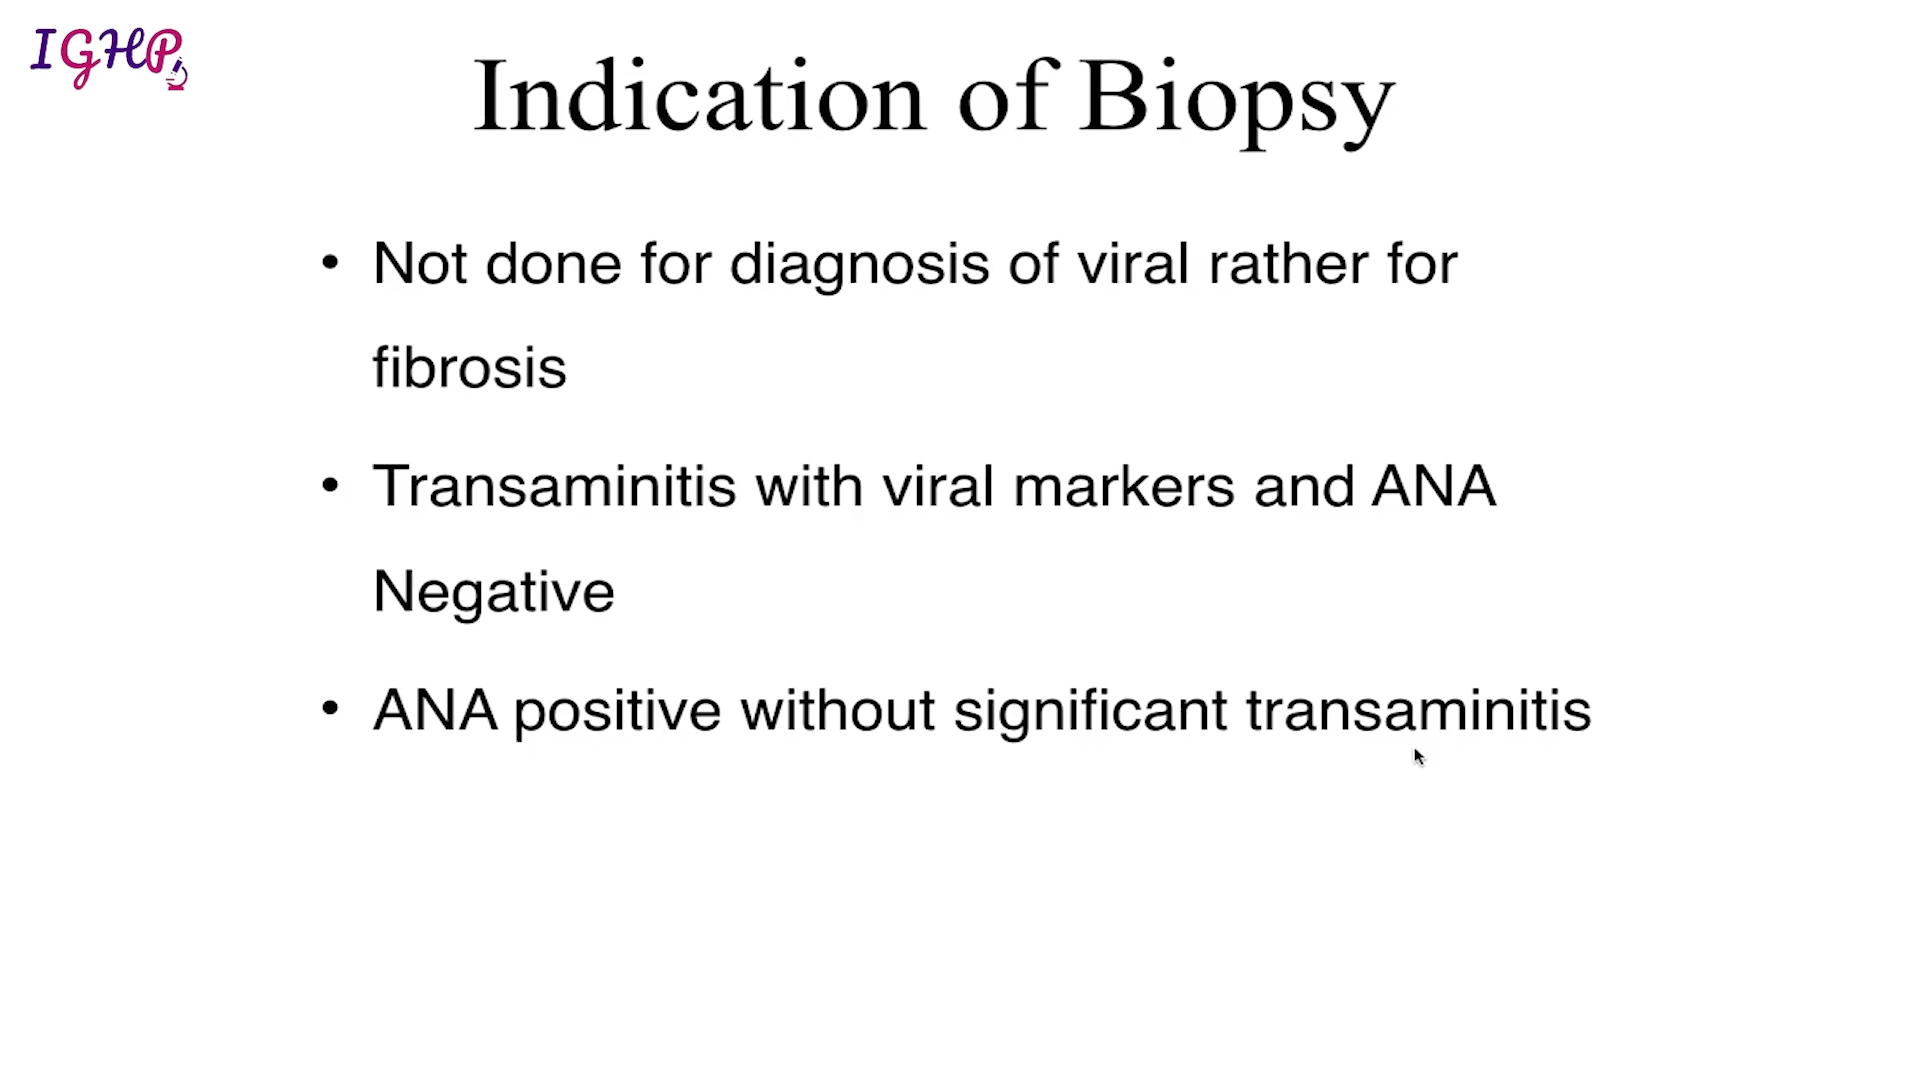 IGHP
Indication of Biopsy
• Not done for diagnosis of viral rather for
fibrosis
• Transaminitis with viral markers and ANA
Negative
• ANA positive without significant transaminitis